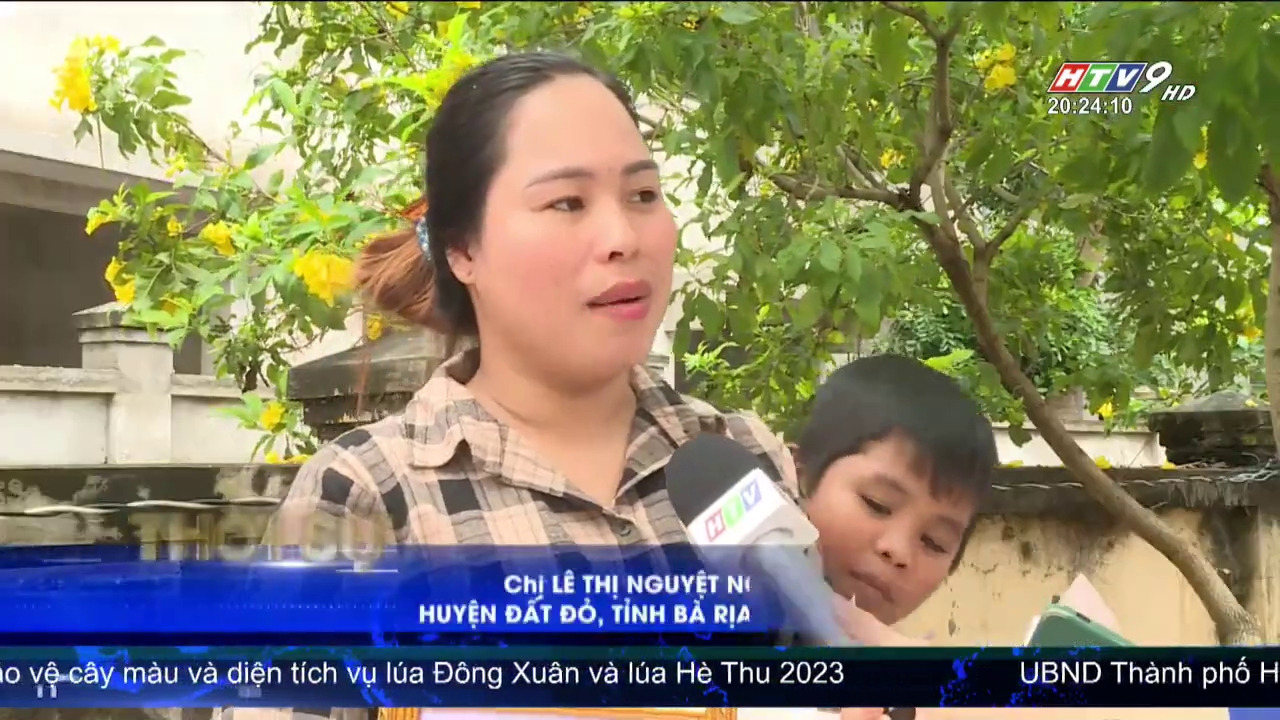 HTV9 HD
20:24:10
HTV
Chị LÊ THỊ NGUYỆT
HUYỆN ĐẤT ĐỎ, TỈNH BÀ RỊA
vệ cây màu và diện tích vụ lúa Đông Xuân và lúa Hè Thu 2023 UBND Thành phố